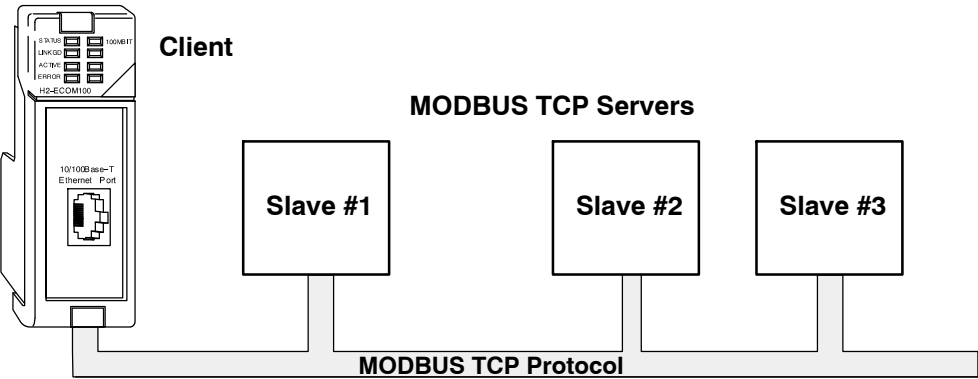 STATUS 100MBIT
LINKGD
ACTIVE
ERROR
H2-ECOM100
Client
MODBUS TCP Servers
10/100Base-T
Ethernet Port
Slave #1
Slave #2
Slave #3
MODBUS TCP Protocol